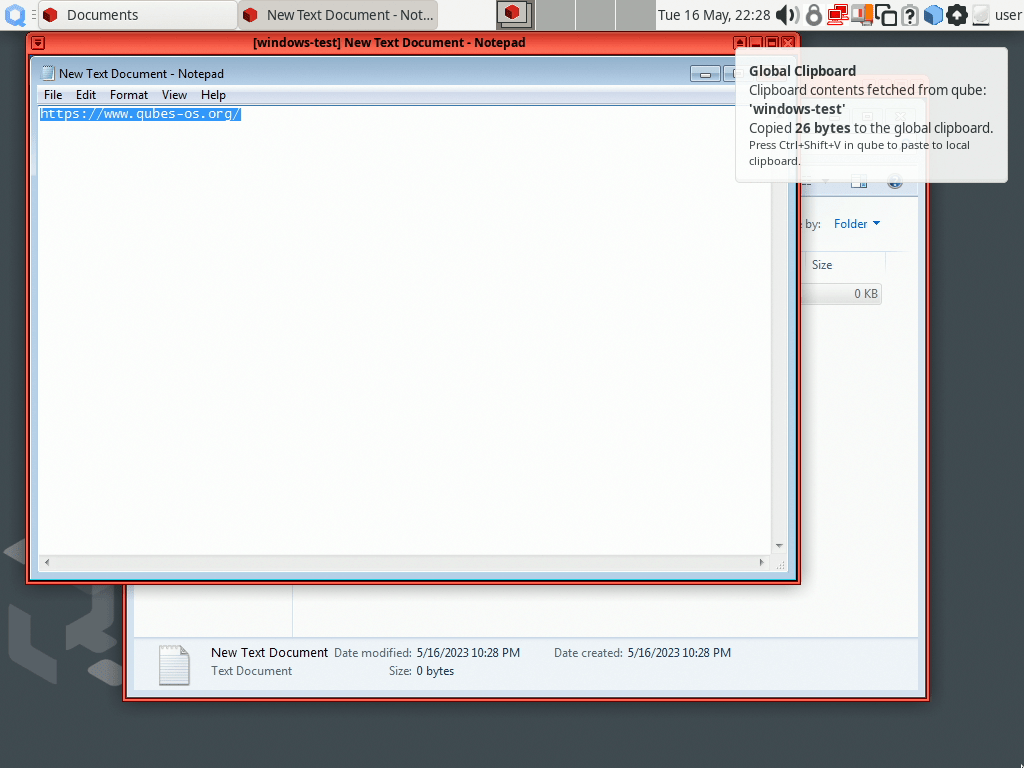 Documents
New Text Document - Not...
Tue 16 May, 22:28
user
[windows-test] New Text Document - Notepad
New Text Document - Notepad
File Edit Format View Help
https://www.qubes-os.org/
Global Clipboard
Clipboard contents fetched from qube:
'windows-test'
Copied 26 bytes to the global clipboard.
Press Ctrl+Shift+V in qube to paste to local
clipboard.
by: Folder
Size
0 KB
New Text Document Date modified: 5/16/2023 10:28 PM Date created: 5/16/2023 10:28 PM
Text Document Size: 0 bytes